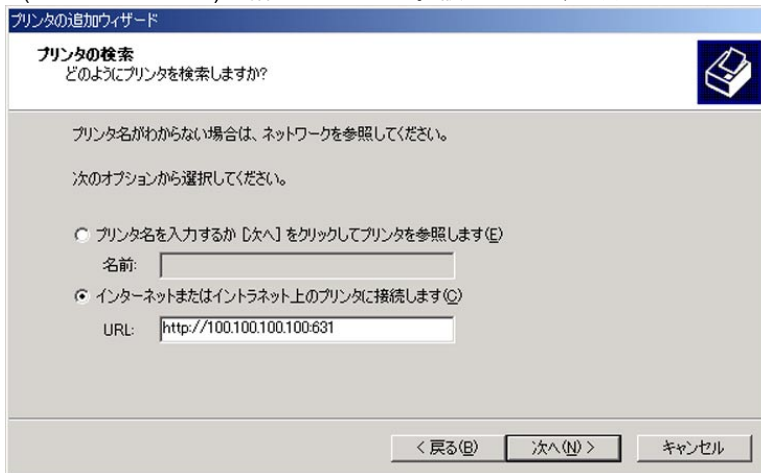 プリンタの追加ウィザード
プリンタの検索
どのようにプリンタを検索しますか?
プリンタ名がわからない場合は、ネットワークを参照してください。
次のオプションから選択してください。
プリンタ名を入力するか [次へ] をクリックしてプリンタを参照します(E)
名前:
インターネットまたはイントラネット上のプリンタに接続します(C)
URL: http://100.100.100.100:631
< 戻る(B) 次へ(N) > キャンセル